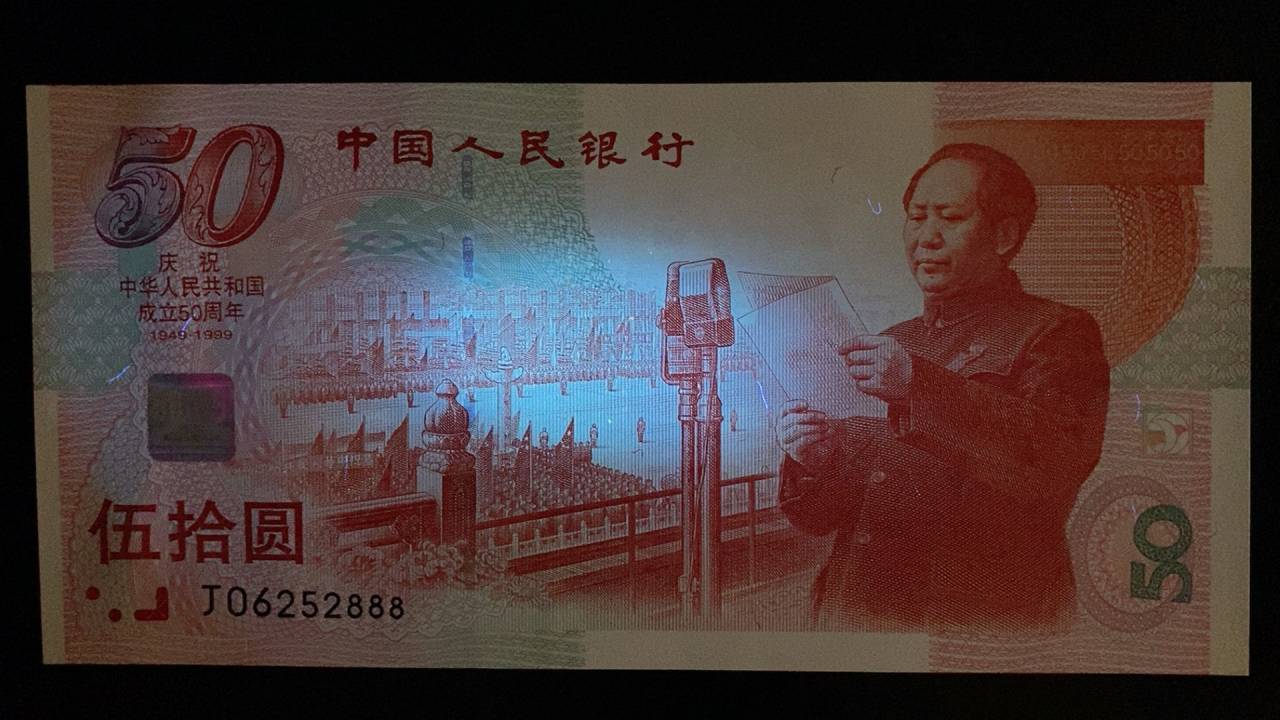 中国人民银行
50
庆祝
中华人民共和国
成立50周年
1949-1999
伍拾圆
J06252888
50